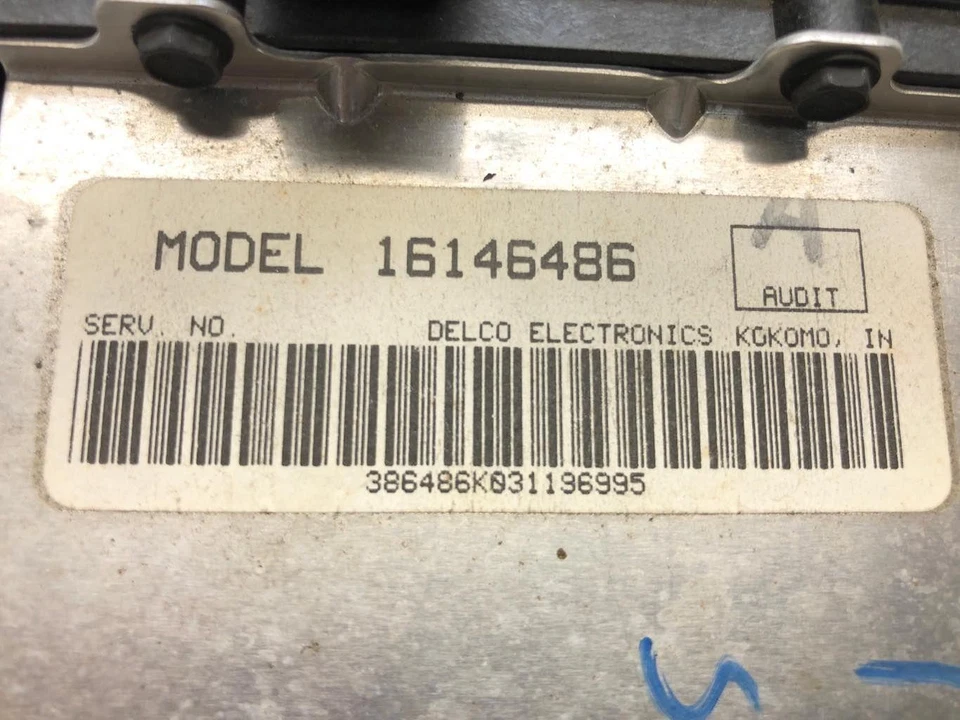 A
MODEL 16146486
AUDIT
SERV. NO. DELCO ELECTRONICS KOKOMO, IN
386486K031196995